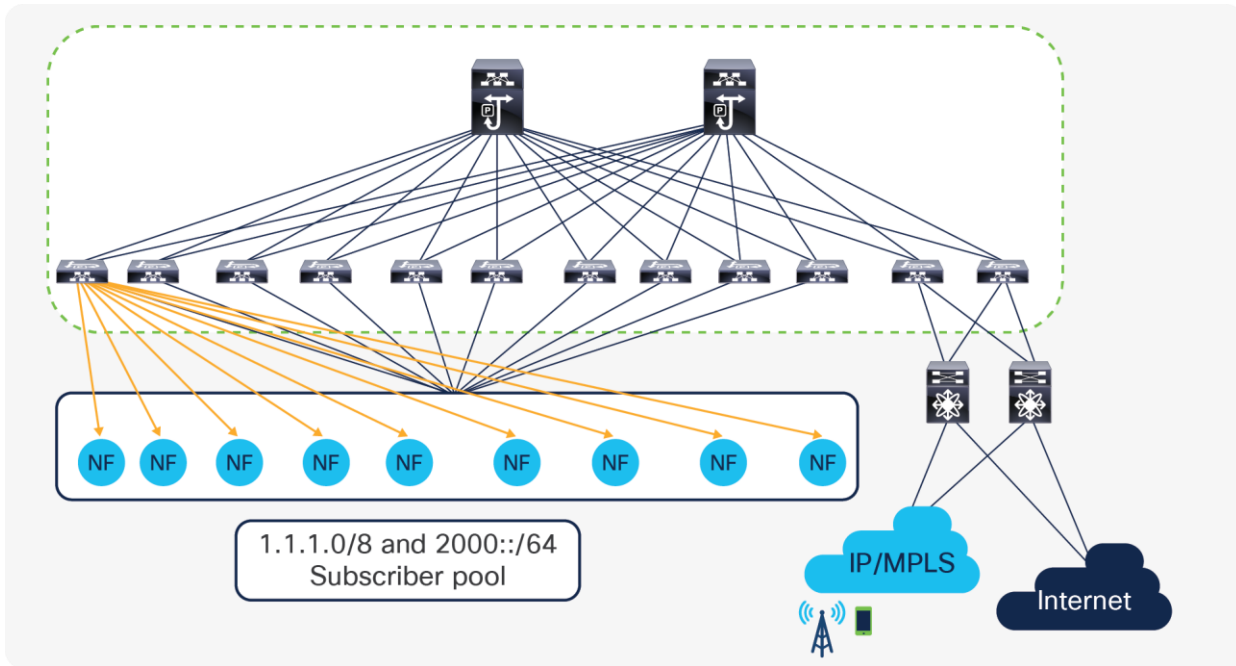 P
P
NF NF NF NF NF NF NF NF NF
1.1.1.0/8 and 2000::/64
Subscriber pool
IP/MPLS
Internet